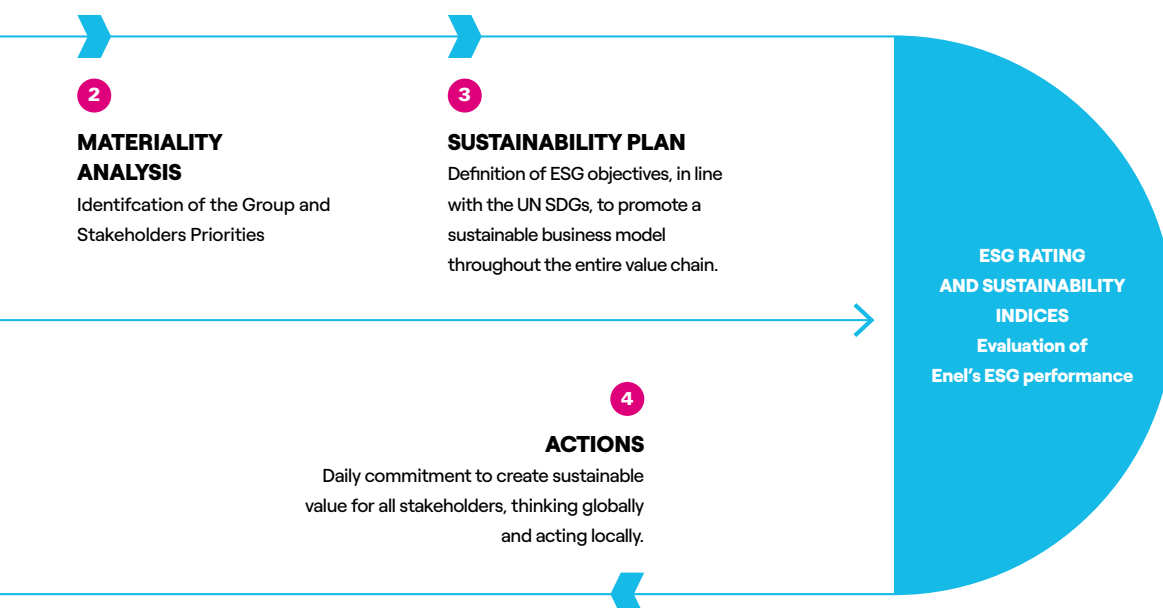 2
MATERIALITY
ANALYSIS
Identifcation of the Group and
Stakeholders Priorities
3
SUSTAINABILITY PLAN
Definition of ESG objectives, in line
with the UN SDGs, to promote a
sustainable business model
throughout the entire value chain.
ESG RATING
AND SUSTAINABILITY
INDICES
Evaluation of
Enel’s ESG performance
4
ACTIONS
Daily commitment to create sustainable
value for all stakeholders, thinking globally
and acting locally.